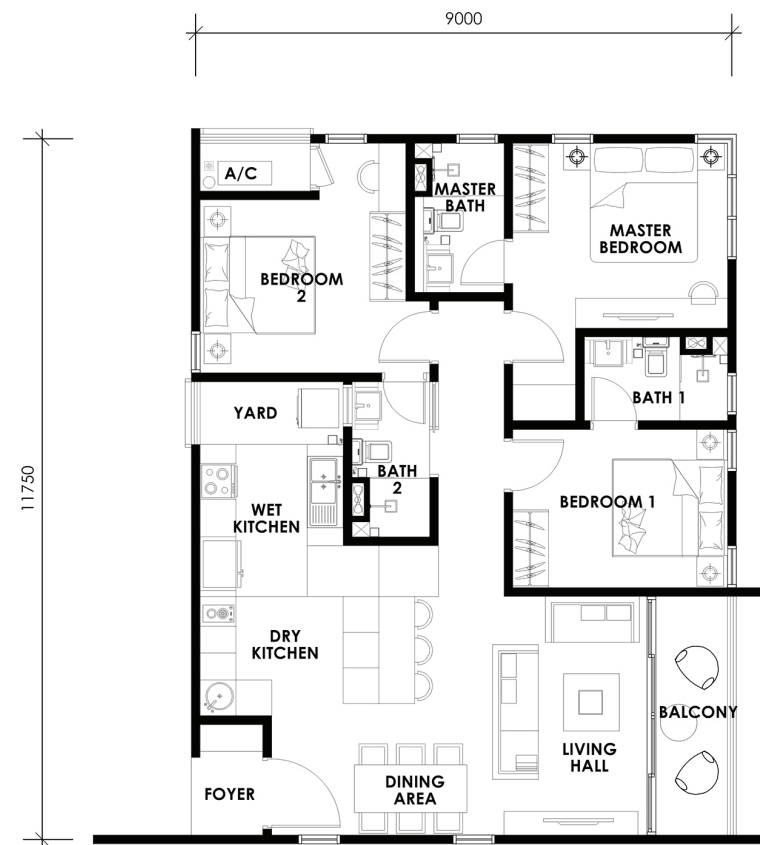 9000
11750
A/C
MASTER
BATH
MASTER
BEDROOM
BEDROOM
2
BATH 1
YARD
BATH
2
BEDROOM 1
WET
KITCHEN
DRY
KITCHEN
BALCONY
LIVING
HALL
DINING
AREA
FOYER